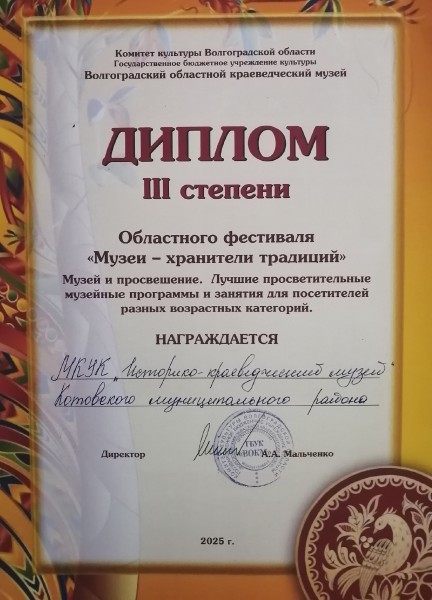 Комитет культуры Волгоградской области
Государственное бюджетное учреждение культуры
Волгоградский областной краеведческий музей
ДИПЛОМ
III степени
Областного фестиваля
«Музеи – хранители традиций»
Музей и просвещение. Лучшие просветительные
музейные программы и занятия для посетителей
разных возрастных категорий.
НАГРАЖДАЕТСЯ
МКУК „Историко-краеведческий музей"
Котовского муниципального района
Директор
ГБУК
«ВОКМ»
А.А. Мальченко
2025 г.